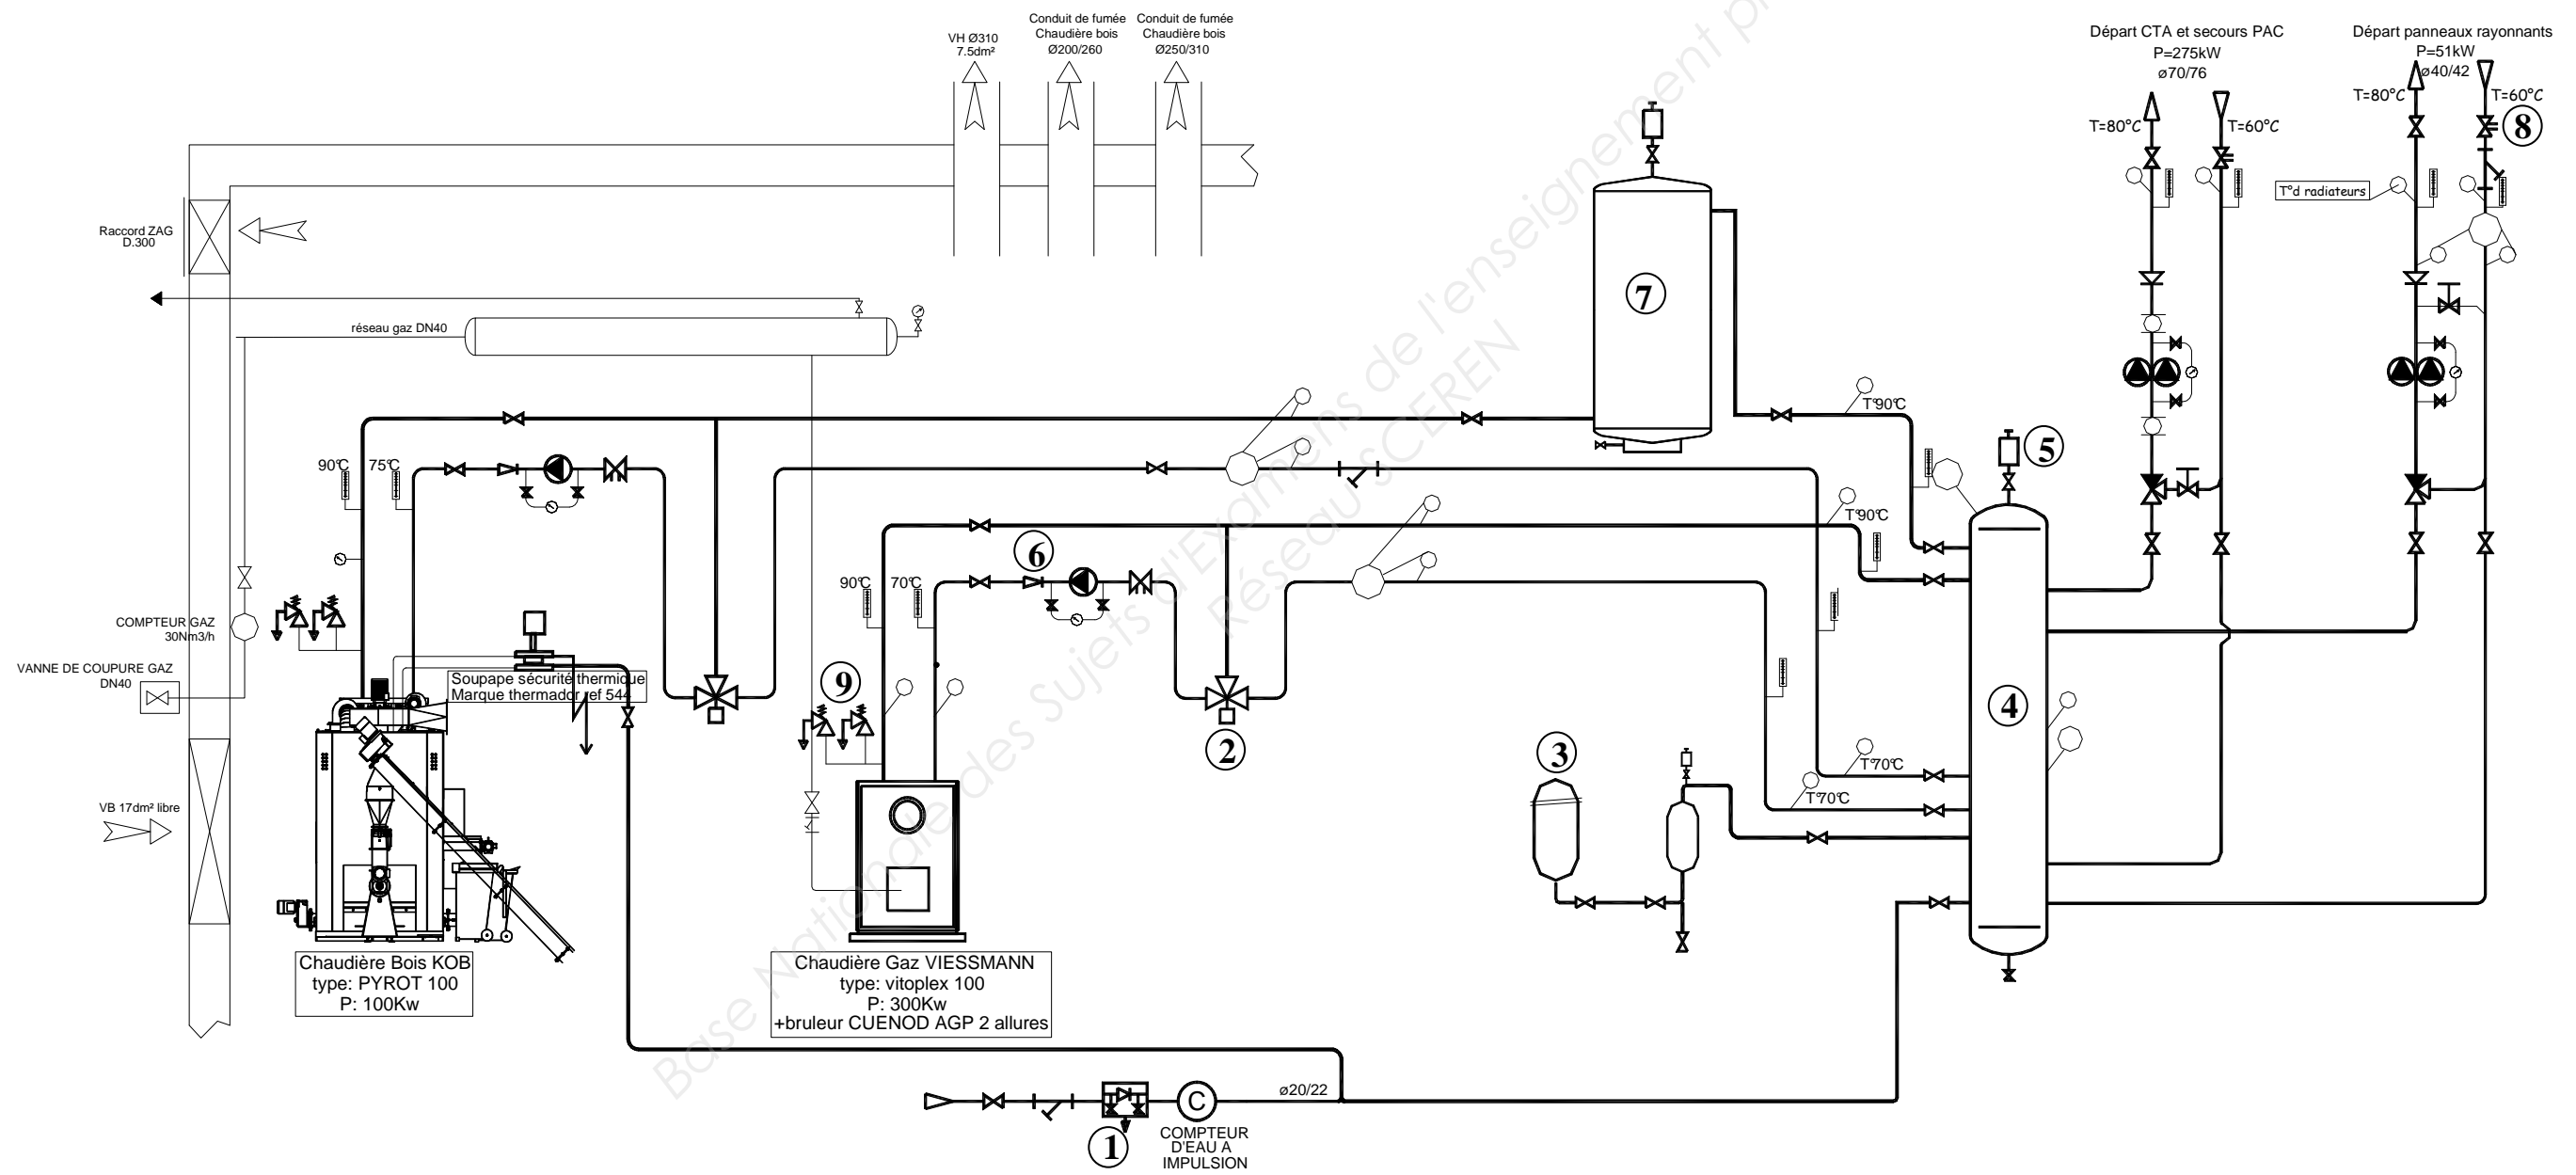 VH Ø310
7.5dm²
Conduit de fumée
Chaudière bois
Ø200/260
Conduit de fumée
Chaudière bois
Ø250/310
Départ CTA et secours PAC
P=275kW
ø70/76
Départ panneaux rayonnants
P=51kW
ø40/42
T=80°C
T=60°C
T=80°C
T=60°C
8
T°d radiateurs
Raccord ZAG
D.300
réseau gaz DN40
7
T°90°C
5
90°C
75°C
T°90°C
6
90°C
70°C
COMPTEUR GAZ
30Nm3/h
VANNE DE COUPURE GAZ
DN40
Soupape sécurité thermique
Marque thermador ref 544
9
2
3
4
T°70°C
T°70°C
VB 17dm² libre
Chaudière Bois KOB
type: PYROT 100
P: 100Kw
Chaudière Gaz VIESSMANN
type: vitoplex 100
P: 300Kw
+bruleur CUENOD AGP 2 allures
ø20/22
C
1
COMPTEUR
D'EAU A
IMPULSION
Base Nationale des Sujets d'Examens de l'enseignement
Réseau SCEREN